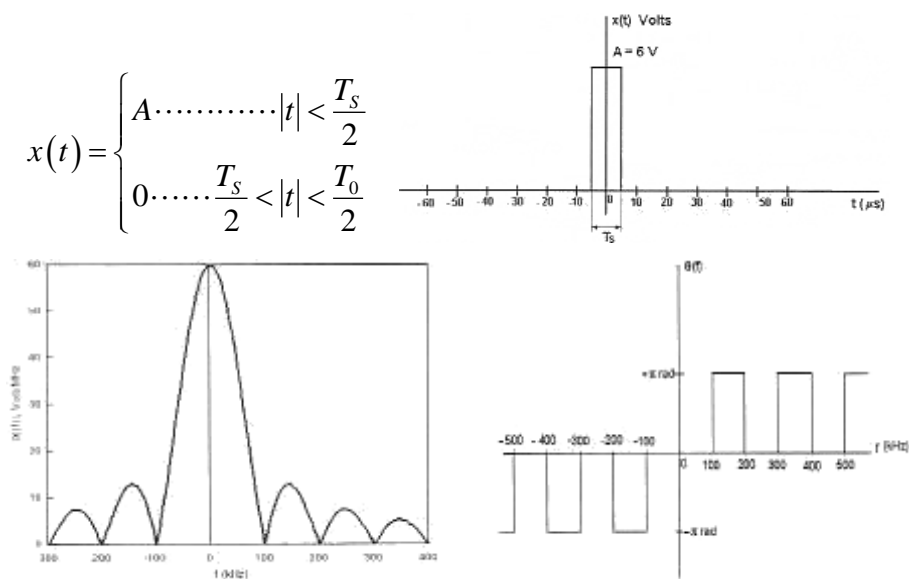 x(t) = { A ············ |t| < T_S/2
0 ······ T_S/2 < |t| < T_0/2
x(t) Volts
A = 6 V
-60 -50 -40 -30 -20 -10 0 10 20 30 40 50 60
t (μs)
T_S
60
50
40
30
20
10
0
300 200 -100 0 100 200 300 400
f (kHz)
θ(f)
+π rad
-500 -400 -300 -200 -100
0 100 200 300 400 500
f (kHz)
-π rad